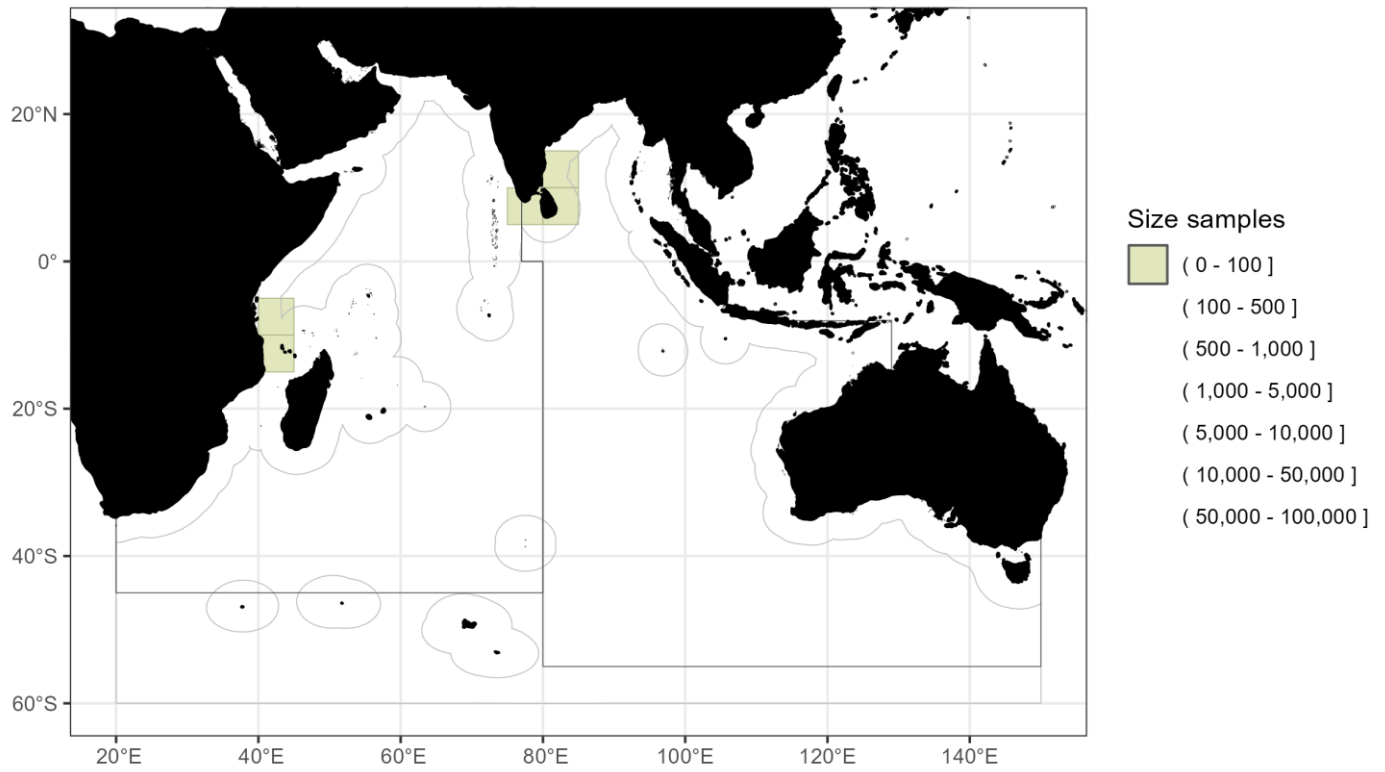 20°N
0°
20°S
40°S
60°S
20°E
40°E
60°E
80°E
100°E
120°E
140°E
Size samples
( 0 - 100 ]
( 100 - 500 ]
( 500 - 1,000 ]
( 1,000 - 5,000 ]
( 5,000 - 10,000 ]
( 10,000 - 50,000 ]
( 50,000 - 100,000 ]